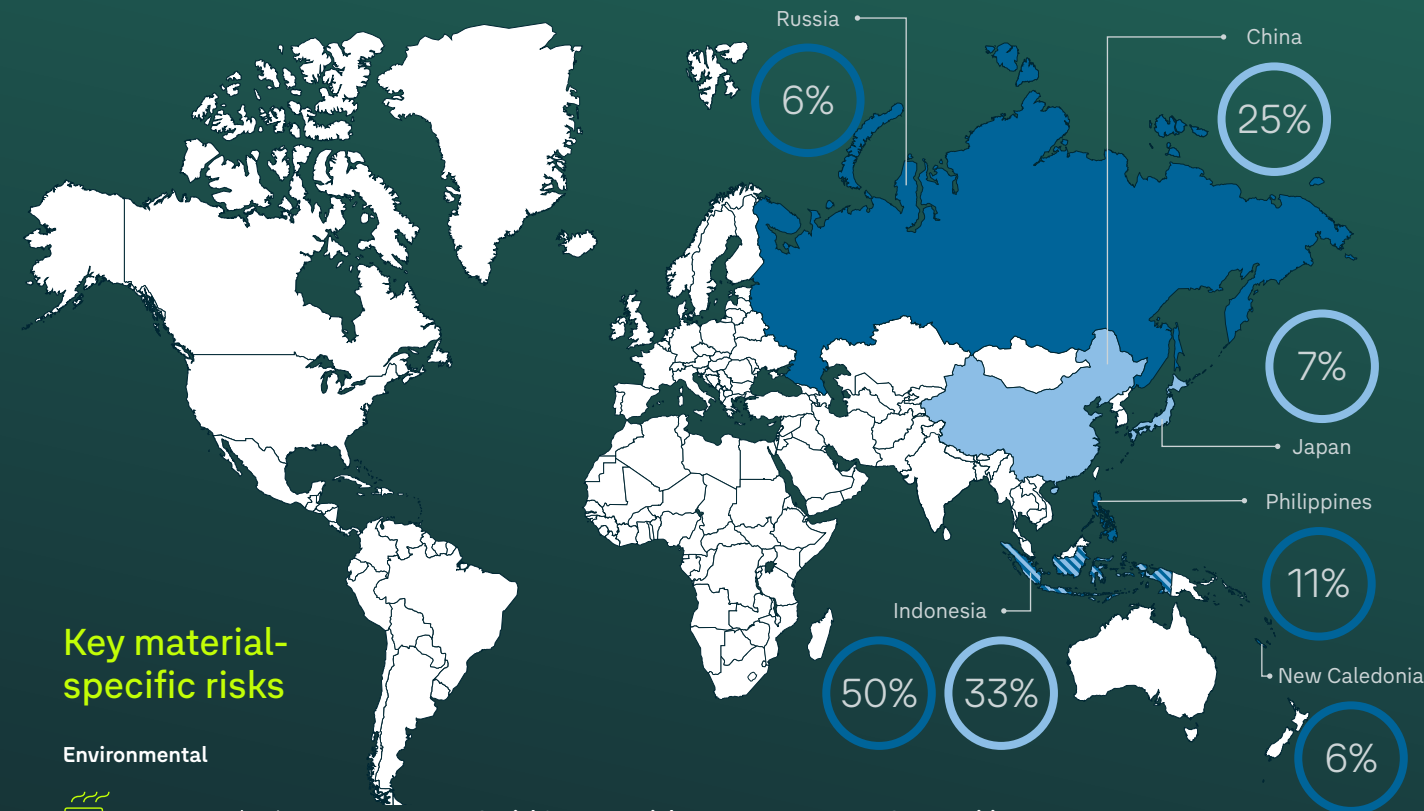 Russia
6%
China
25%
7%
Japan
Philippines
11%
Indonesia
50%
33%
New Caledonia
6%
Key material-
specific risks
Environmental